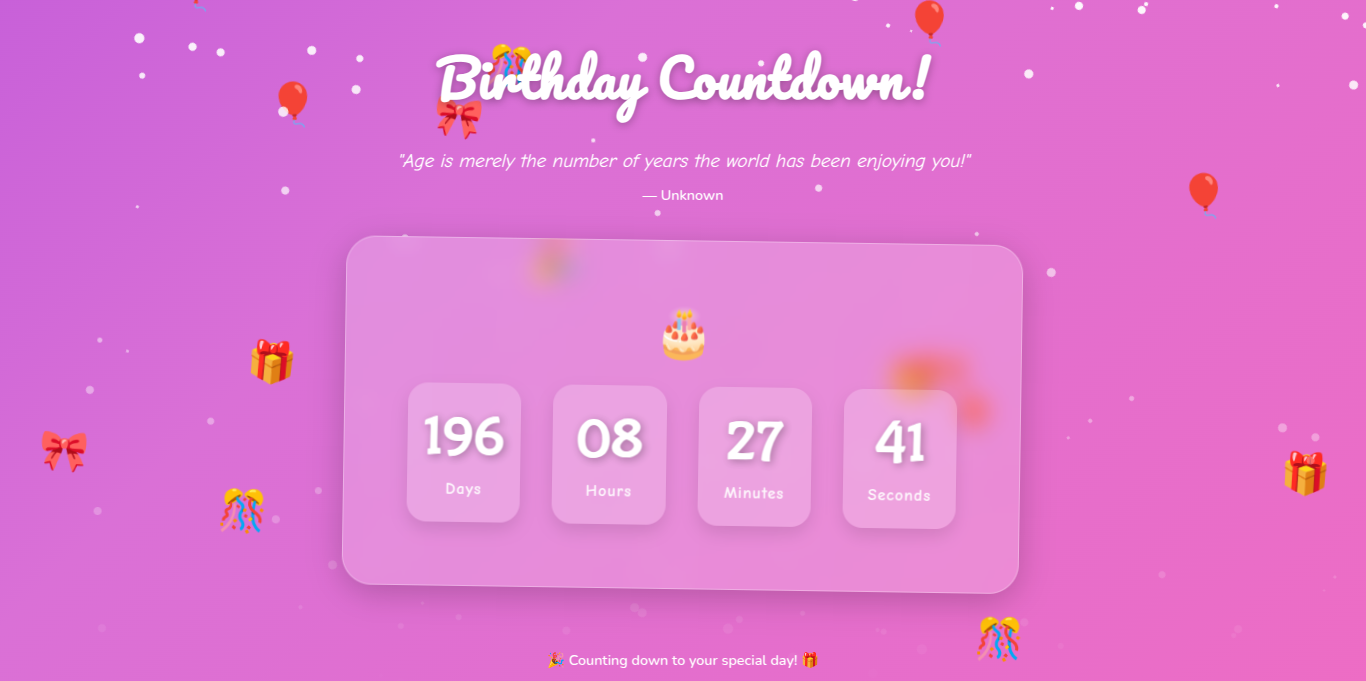 Birthday Countdown!
"Age is merely the number of years the world has been enjoying you!"
— Unknown
196 08 27 41
Days Hours Minutes Seconds
🎉 Counting down to your special day! 🎁